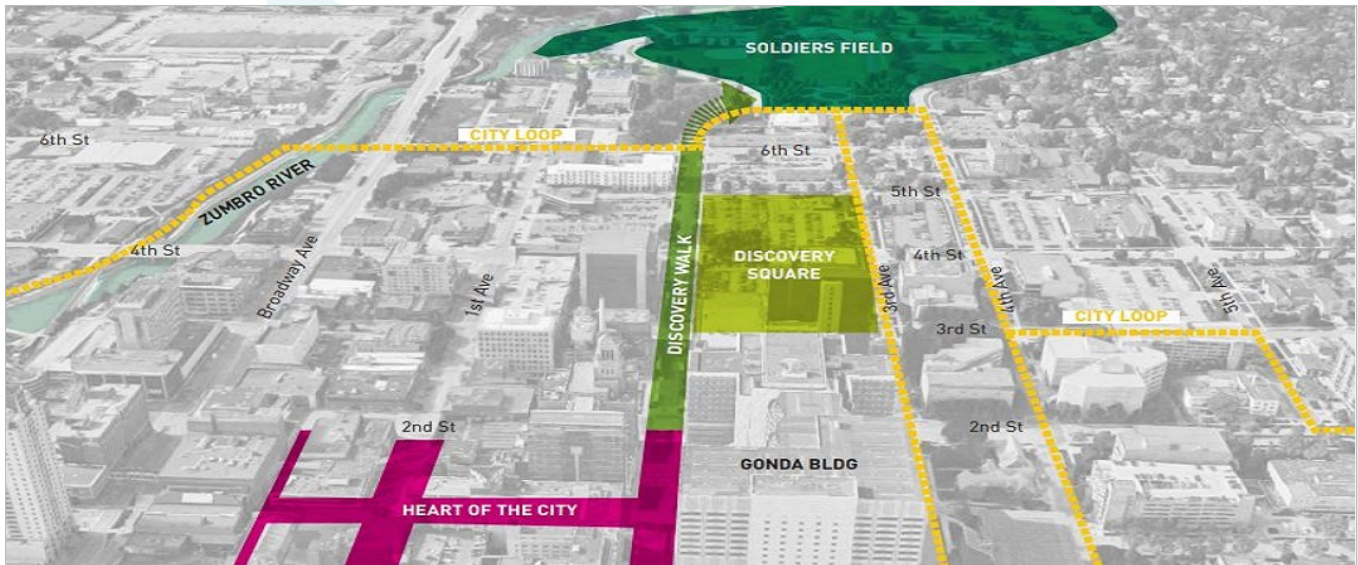 SOLDIERS FIELD
CITY LOOP
6th St
6th St
ZUMBRO RIVER
5th St
4th St
Broadway Ave
1st Ave
DISCOVERY WALK
DISCOVERY
SQUARE
3rd Ave
4th St
4th Ave
5th Ave
3rd St
CITY LOOP
2nd St
2nd St
GONDA BLDG
HEART OF THE CITY